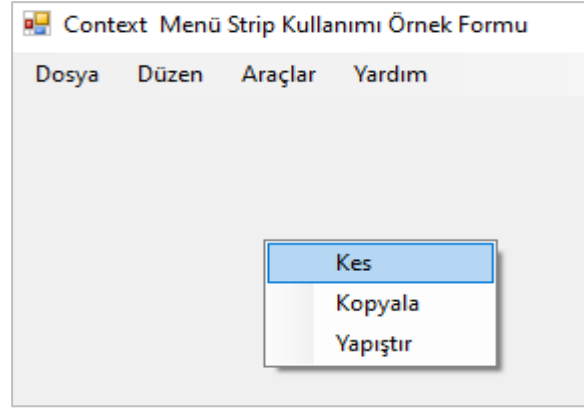 Context Menü Strip Kullanımı Örnek Formu
Dosya Düzen Araçlar Yardım
Kes
Kopyala
Yapıştır